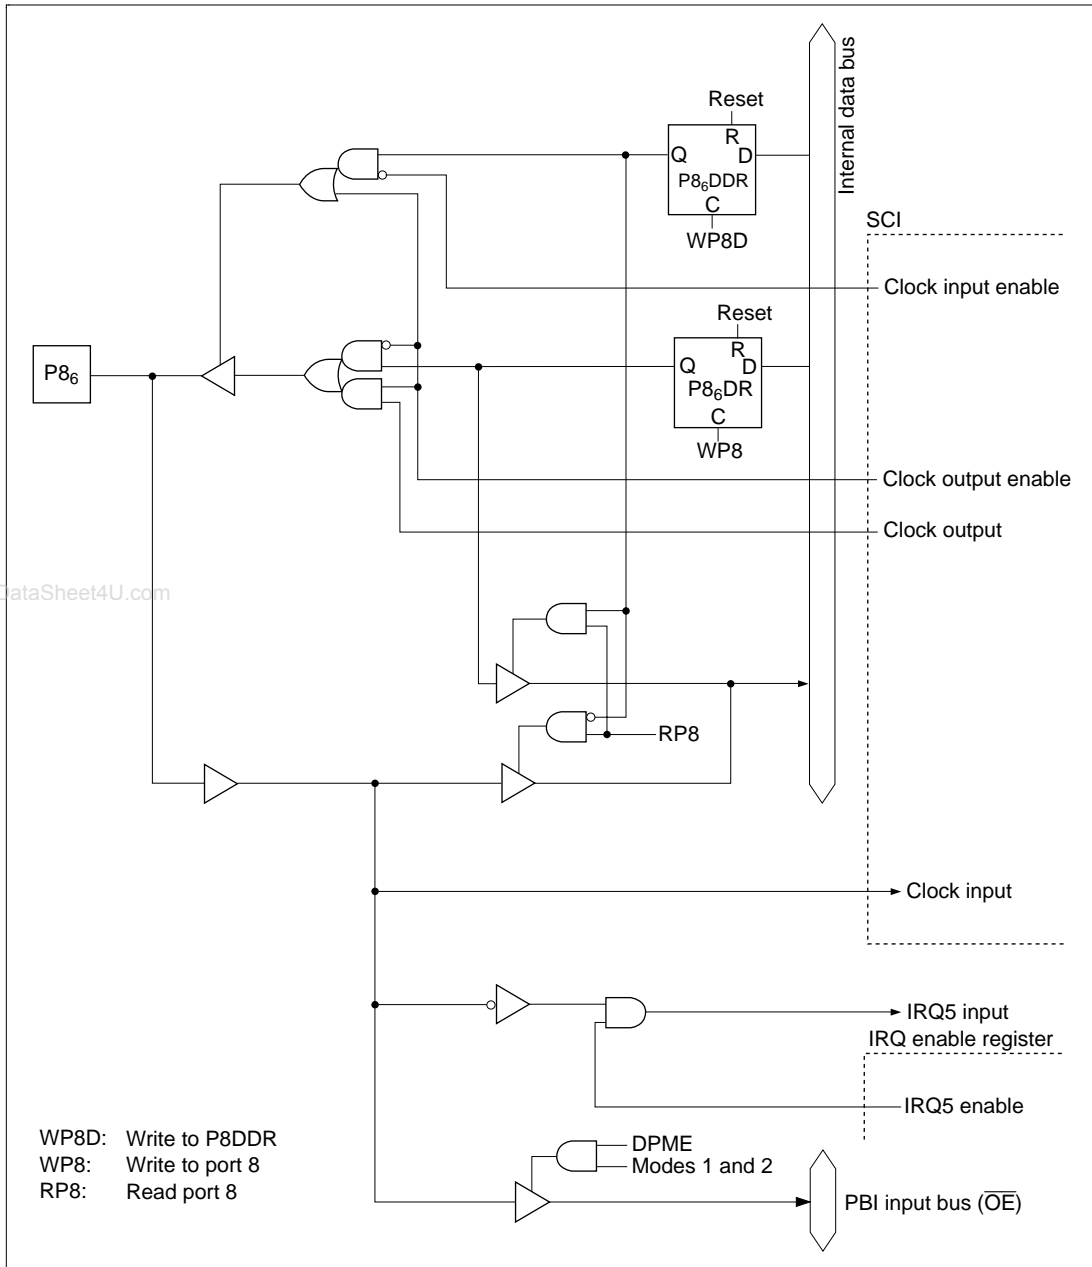 Internal data bus
Reset
R
Q
D
P8₆DDR
C
WP8D
SCI
Clock input enable
Reset
R
Q
D
P8₆DR
C
WP8
P8₆
Clock output enable
Clock output
DataSheet4U.com
RP8
Clock input
IRQ5 input
IRQ enable register
IRQ5 enable
WP8D: Write to P8DDR
WP8: Write to port 8
RP8: Read port 8
DPME
Modes 1 and 2
PBI input bus (O̅E̅)